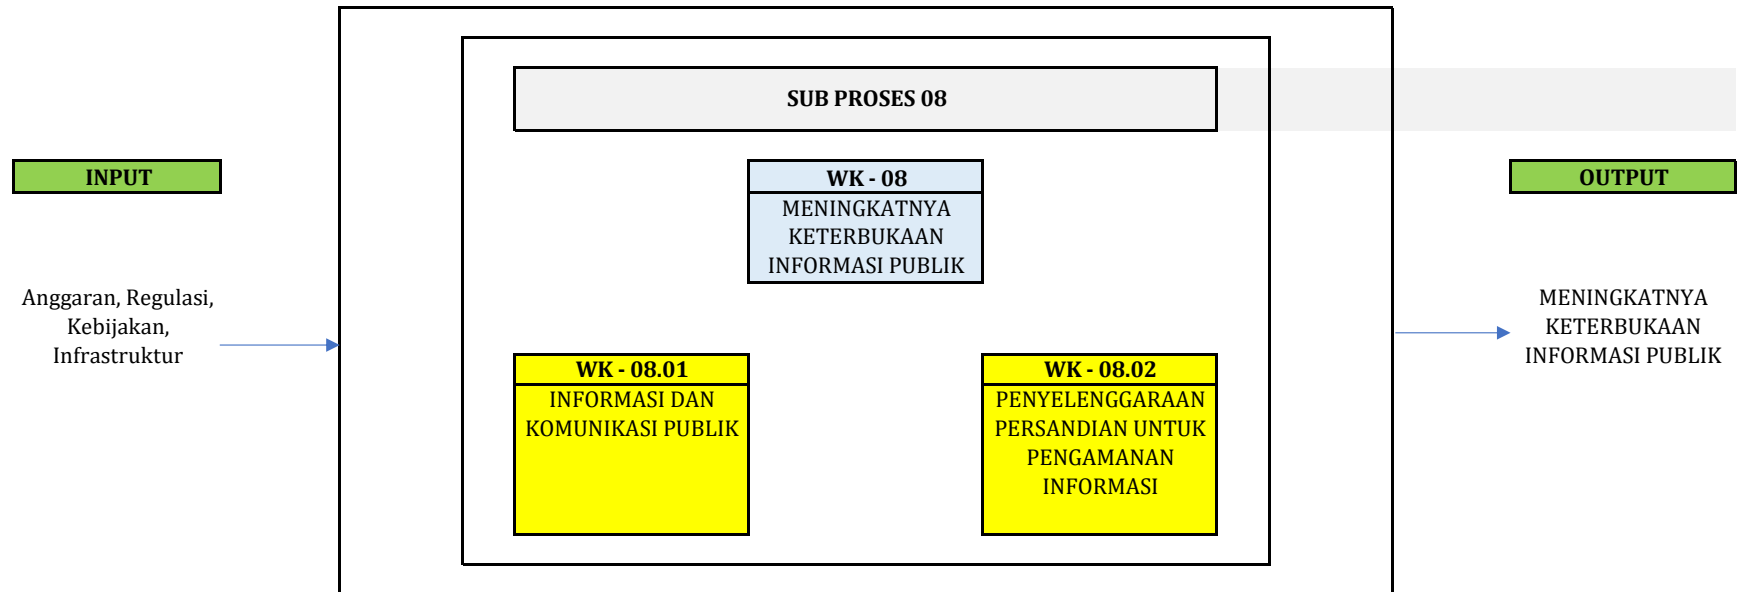 SUB PROSES 08
INPUT
WK - 08
OUTPUT
MENINGKATNYA
KETERBUKAAN
INFORMASI PUBLIK
Anggaran, Regulasi,
Kebijakan,
Infrastruktur
MENINGKATNYA
KETERBUKAAN
INFORMASI PUBLIK
WK - 08.01
INFORMASI DAN
KOMUNIKASI PUBLIK
WK - 08.02
PENYELENGGARAAN
PERSANDIAN UNTUK
PENGAMANAN
INFORMASI